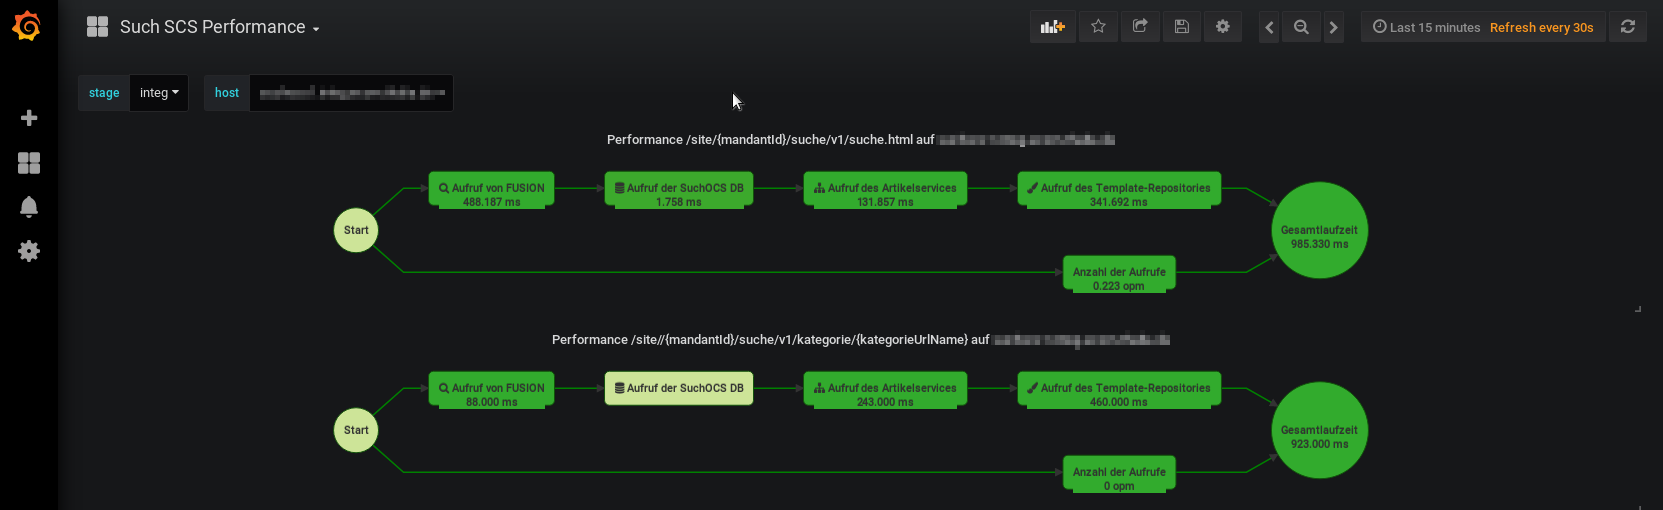 Such SCS Performance
Last 15 minutes Refresh every 30s
stage integ host
Performance /site/{mandantId}/suche/v1/suche.html auf
Start
Aufruf von FUSION
488.187 ms
Aufruf der SuchOCS DB
1.758 ms
Aufruf des Artikelservices
131.857 ms
Aufruf des Template-Repositories
341.692 ms
Anzahl der Aufrufe
0.223 opm
Gesamtlaufzeit
985.330 ms
Performance /site//{mandantId}/suche/v1/kategorie/{kategorieUrlName} auf
Start
Aufruf von FUSION
88.000 ms
Aufruf der SuchOCS DB
Aufruf des Artikelservices
243.000 ms
Aufruf des Template-Repositories
460.000 ms
Anzahl der Aufrufe
0 opm
Gesamtlaufzeit
923.000 ms